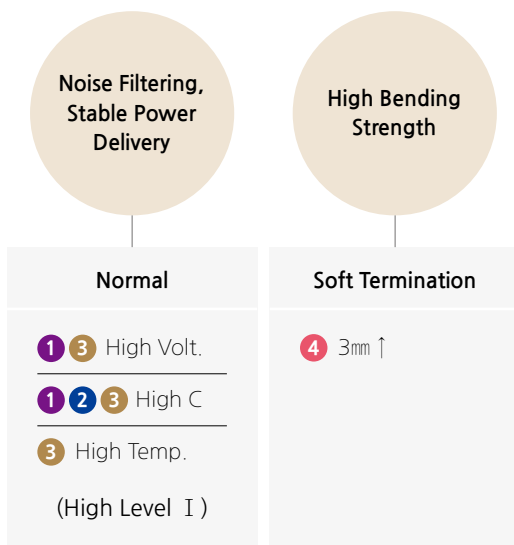 Noise Filtering,
Stable Power
Delivery
High Bending
Strength
Normal
Soft Termination
1 3 High Volt.
1 2 3 High C
3 High Temp.
(High Level Ⅰ)
4 3㎜ ↑